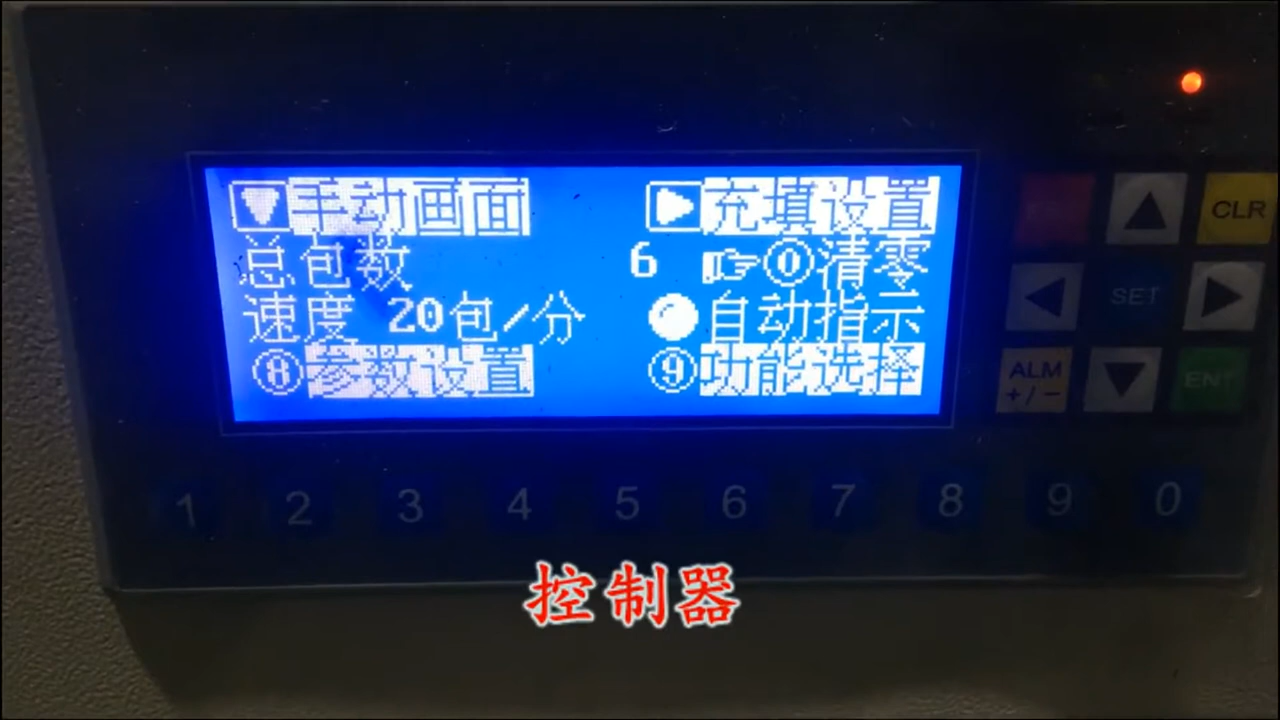 ▼手动画面 ▶充填设置
总包数 6 ⓪清零
速度 20包/分 自动指示
⑧参数设置 ⑨功能选择
CLR
SET
ALM +/-
ENT
1 2 3 4 5 6 7 8 9 0
控制器